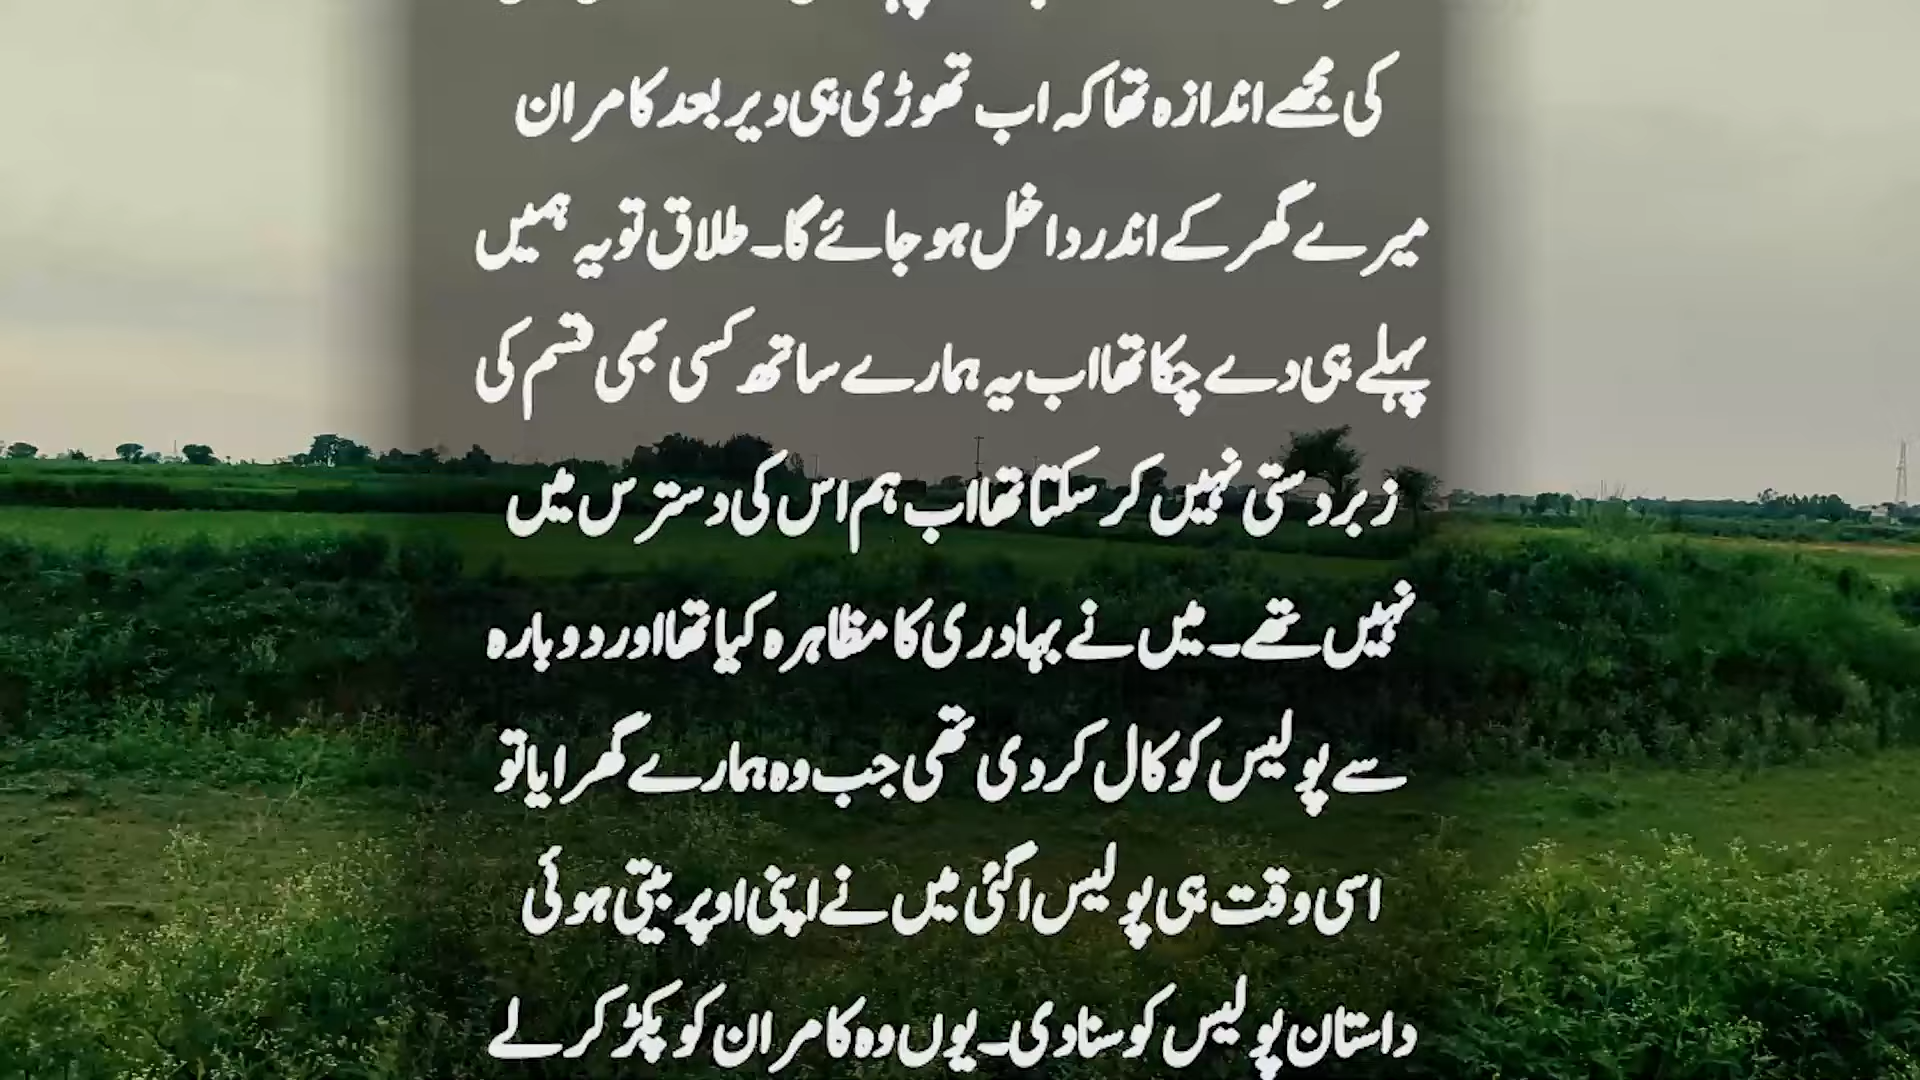 کی مجھے اندازہ تھا کہ اب تھوڑی ہی دیر بعد کامران
میرے گھر کے اندر داخل ہو جائے گا۔ طلاق تو یہ ہمیں
پہلے ہی دے چکا تھا اب یہ ہمارے ساتھ کسی بھی قسم کی
زبردستی نہیں کر سکتا تھا اب ہم اس کی دسترس میں
نہیں تھے۔ میں نے بہادری کا مظاہرہ کیا تھا اور دوبارہ
سے پولیس کو کال کر دی تھی جب وہ ہمارے گھر ایا تو
اسی وقت ہی پولیس اگئی میں نے اپنی اوپر بیتی ہوئی
داستان پولیس کو سنا دی۔ یوں وہ کامران کو پکڑ کر لے